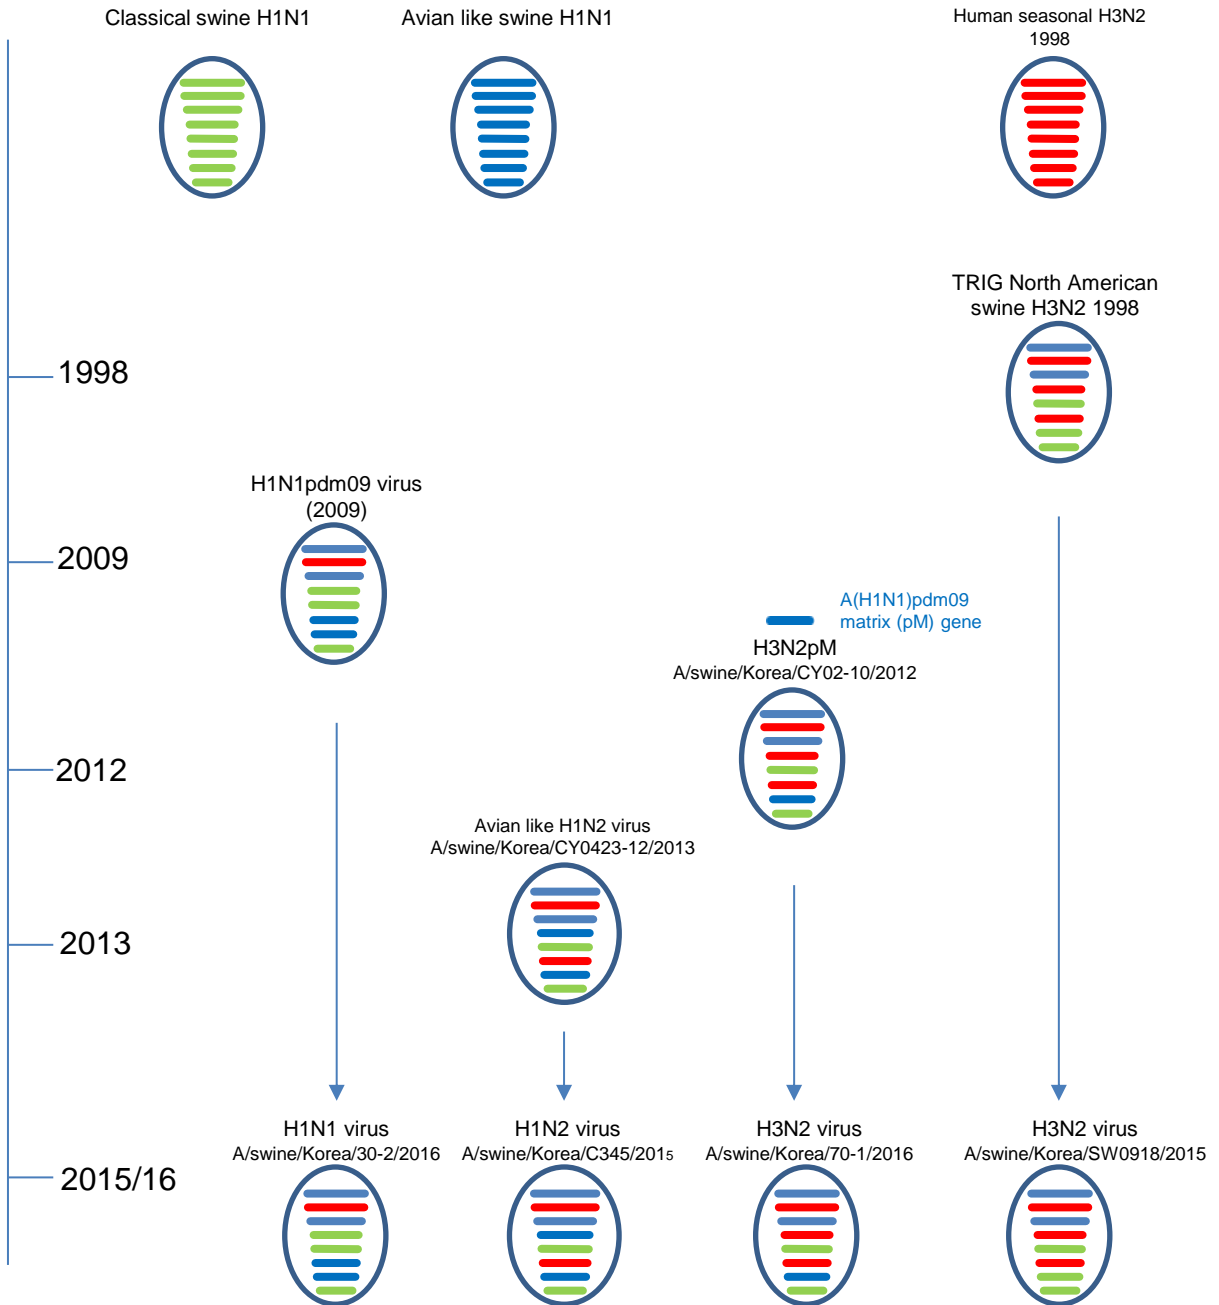 Classical swine H1N1
Avian like swine H1N1
Human seasonal H3N2
1998
TRIG North American
swine H3N2 1998
1998
H1N1pdm09 virus
(2009)
2009
A(H1N1)pdm09
matrix (pM) gene
H3N2pM
A/swine/Korea/CY02-10/2012
2012
Avian like H1N2 virus
A/swine/Korea/CY0423-12/2013
2013
H1N1 virus
A/swine/Korea/30-2/2016
H1N2 virus
A/swine/Korea/C345/2015
H3N2 virus
A/swine/Korea/70-1/2016
H3N2 virus
A/swine/Korea/SW0918/2015
2015/16